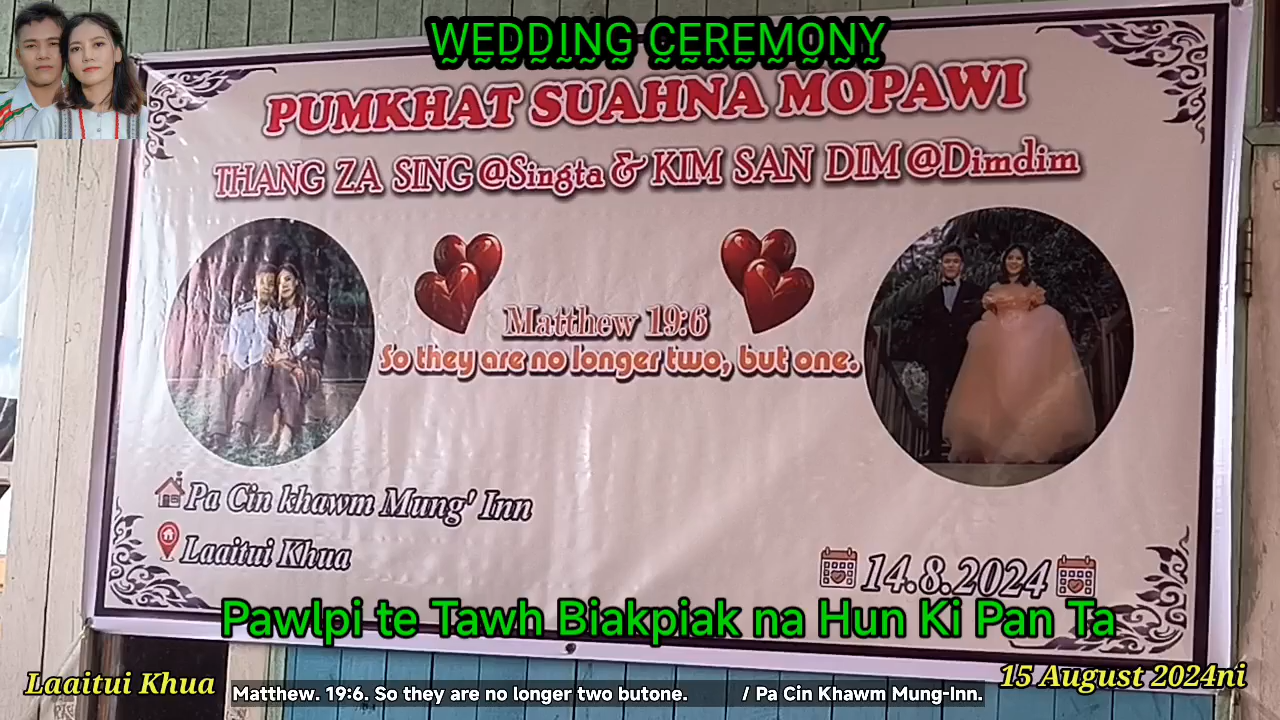 WEDDING CEREMONY
PUMKHAT SUAHNA MOPAWI
THANG ZA SING @Singta & KIM SAN DIM @Dimdim
Matthew 19:6
So they are no longer two, but one.
Pa Cin khawm Mung' Inn
Laaitui Khua
14.8.2024
Pawlpi te Tawh Biakpiak na Hun Ki Pan Ta
Laaitui Khua
15 August 2024ni
Matthew. 19:6. So they are no longer two butone. / Pa Cin Khawm Mung-Inn.